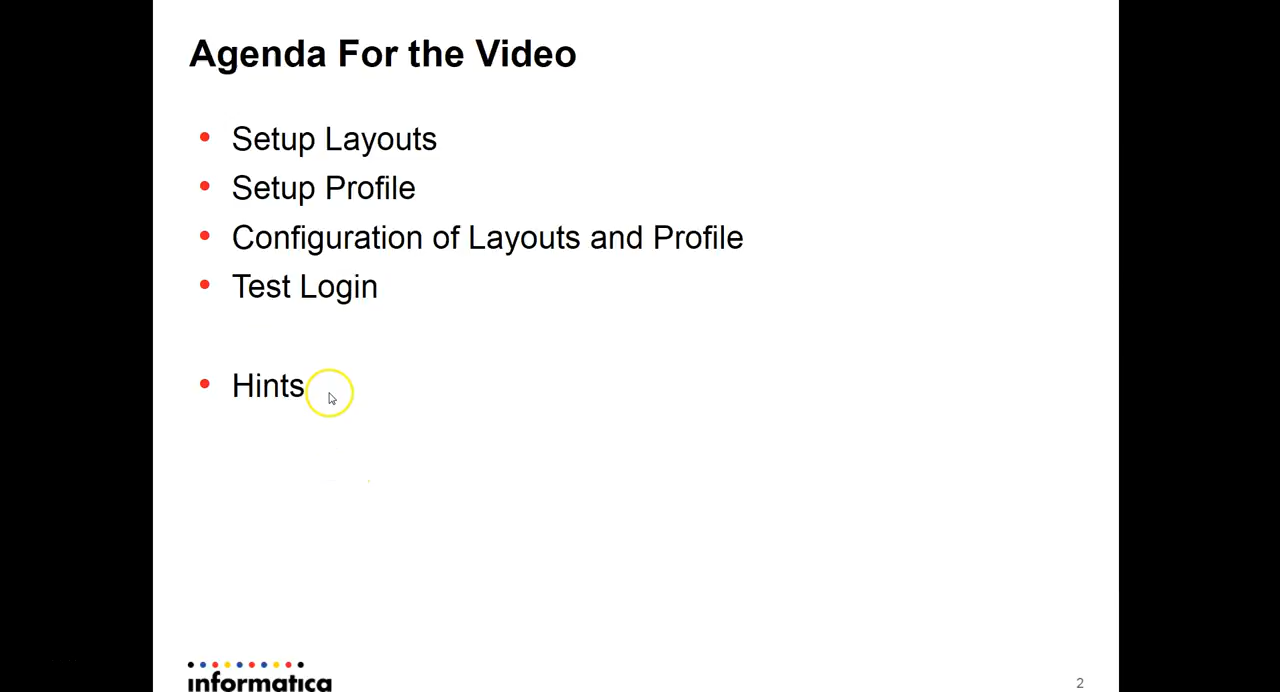 Agenda For the Video
Setup Layouts
Setup Profile
Configuration of Layouts and Profile
Test Login
Hints
informatica
2